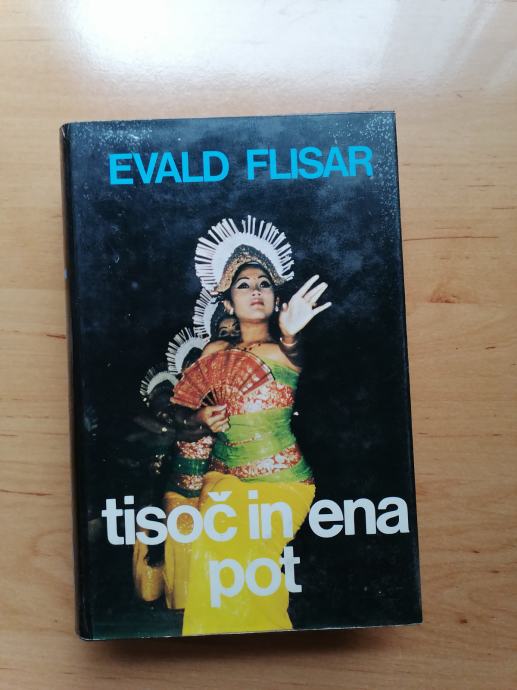 EVALD FLISAR
tisoč in ena
pot